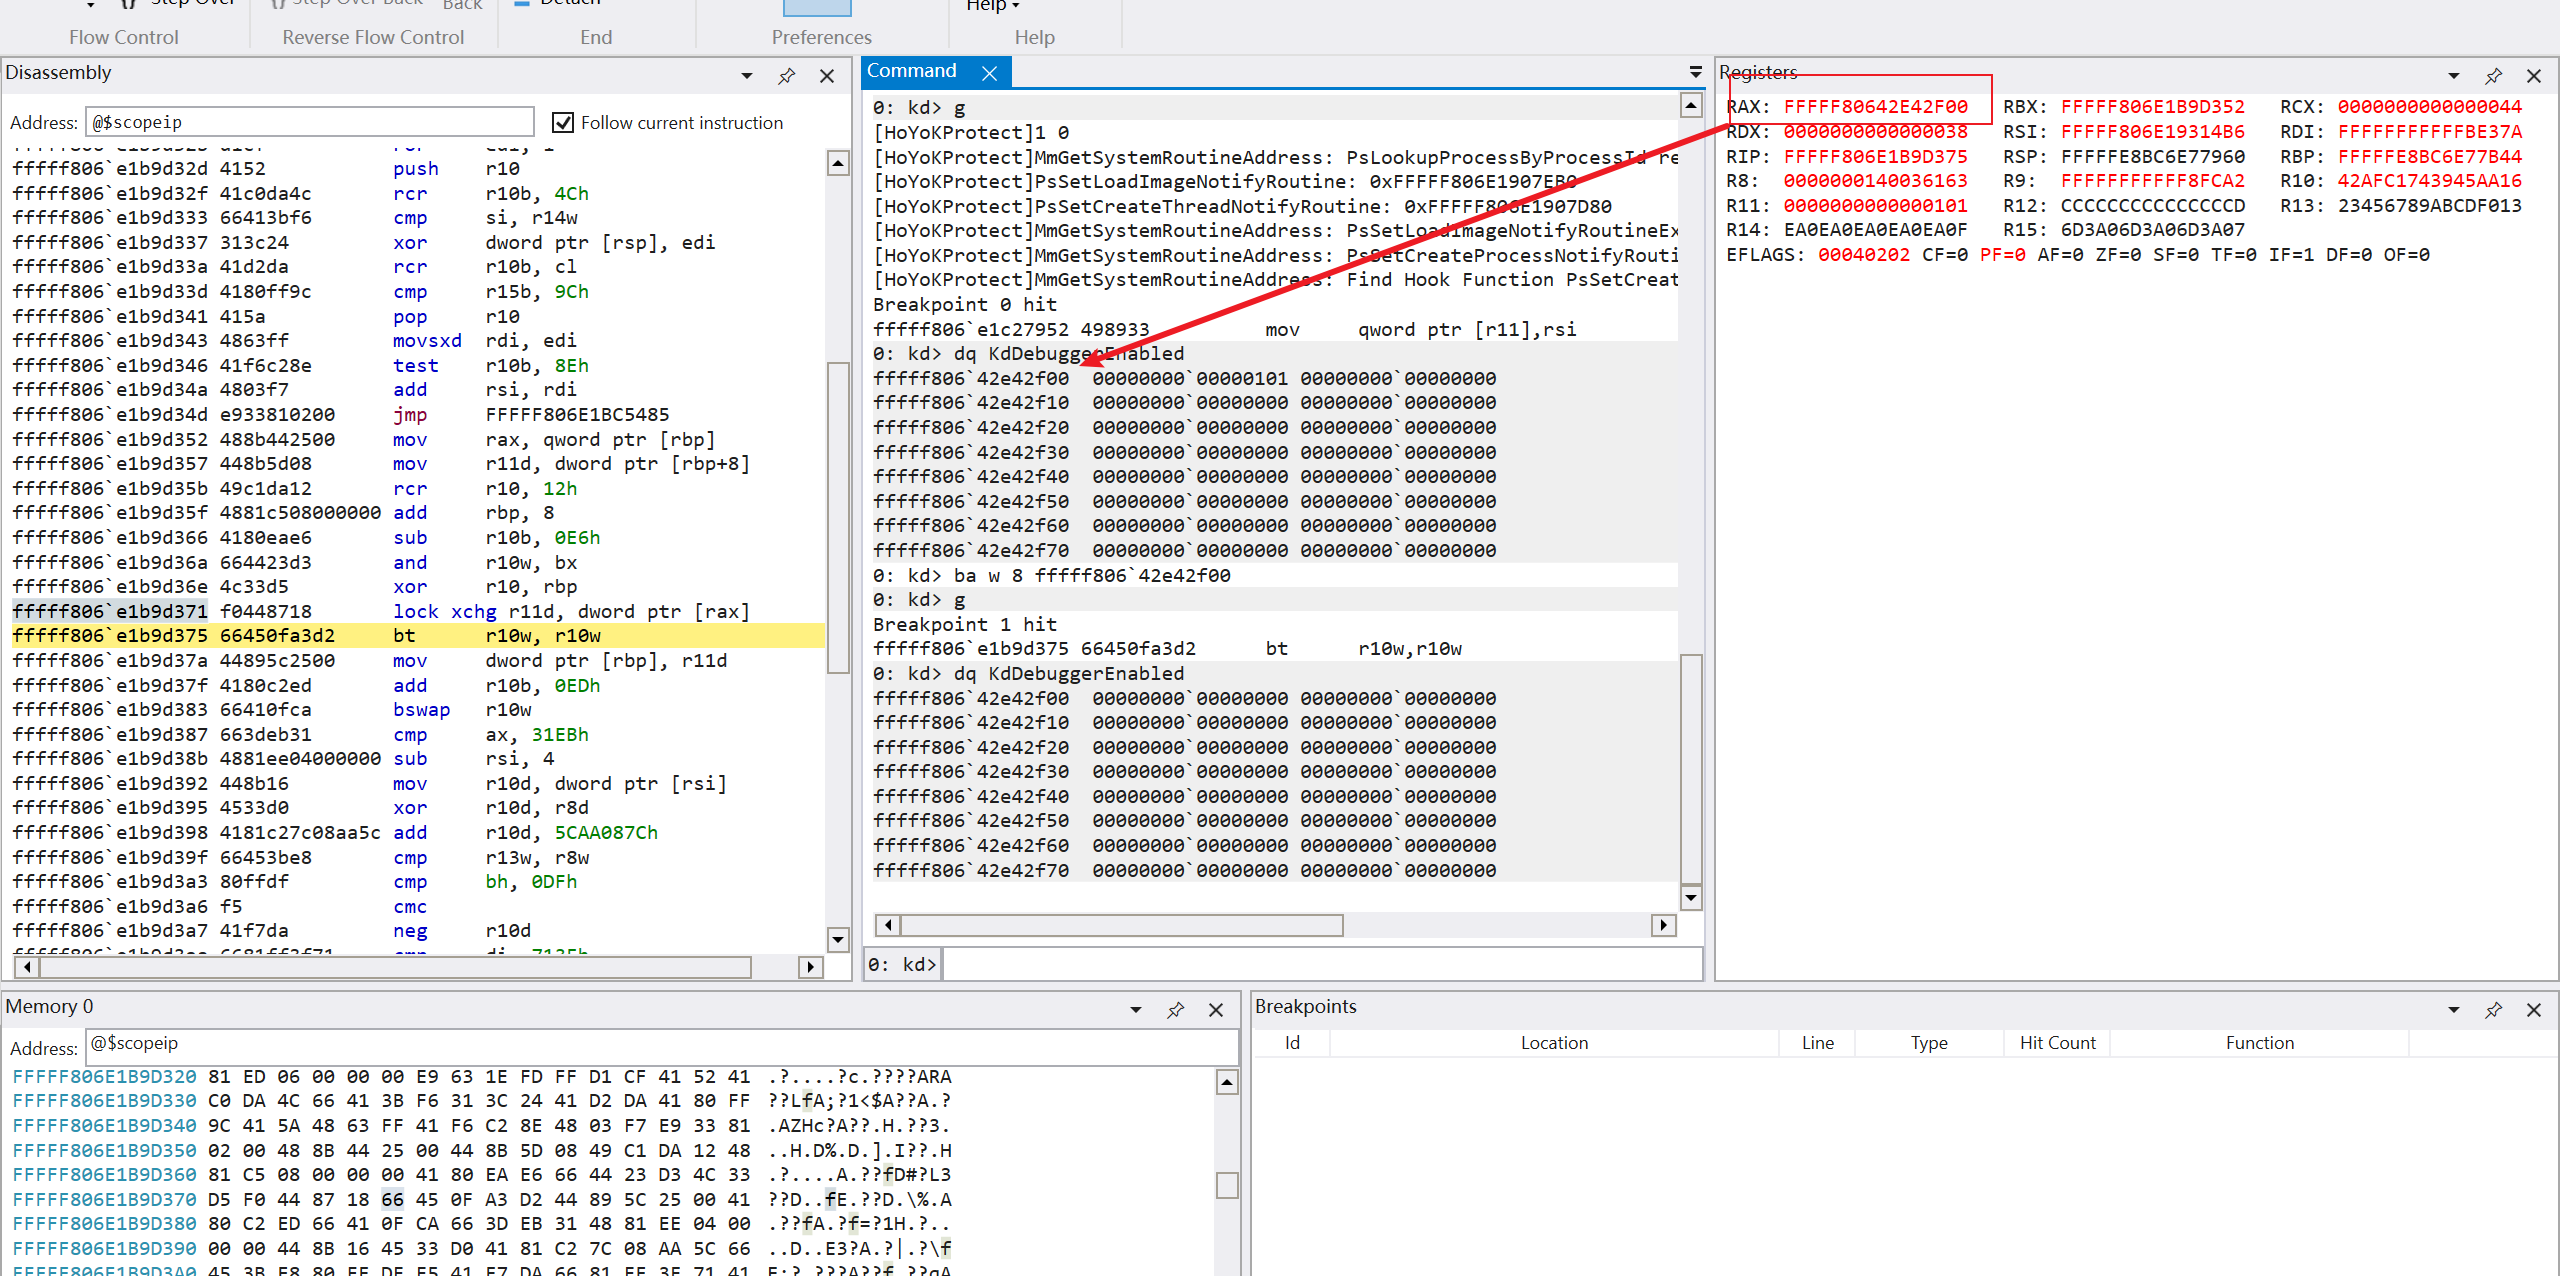 Step Over
Step Over Back
Back
Detach
Help
Flow Control
Reverse Flow Control
End
Preferences
Help
Disassembly
Address: @$scopeip
Follow current instruction
fffff806`e1b9d32d 4152 push r10
fffff806`e1b9d32f 41c0da4c rcr r10b, 4Ch
fffff806`e1b9d333 66413bf6 cmp si, r14w
fffff806`e1b9d337 313c24 xor dword ptr [rsp], edi
fffff806`e1b9d33a 41d2da rcr r10b, cl
fffff806`e1b9d33d 4180ff9c cmp r15b, 9Ch
fffff806`e1b9d341 415a pop r10
fffff806`e1b9d343 4863ff movsxd rdi, edi
fffff806`e1b9d346 41f6c28e test r10b, 8Eh
fffff806`e1b9d34a 4803f7 add rsi, rdi
fffff806`e1b9d34d e933810200 jmp FFFFF806E1BC5485
fffff806`e1b9d352 488b442500 mov rax, qword ptr [rbp]
fffff806`e1b9d357 448b5d08 mov r11d, dword ptr [rbp+8]
fffff806`e1b9d35b 49c1da12 rcr r10, 12h
fffff806`e1b9d35f 4881c508000000 add rbp, 8
fffff806`e1b9d366 4180eae6 sub r10b, 0E6h
fffff806`e1b9d36a 664423d3 and r10w, bx
fffff806`e1b9d36e 4c33d5 xor r10, rbp
fffff806`e1b9d371 f0448718 lock xchg r11d, dword ptr [rax]
fffff806`e1b9d375 66450fa3d2 bt r10w, r10w
fffff806`e1b9d37a 44895c2500 mov dword ptr [rbp], r11d
fffff806`e1b9d37f 4180c2ed add r10b, 0EDh
fffff806`e1b9d383 66410fca bswap r10w
fffff806`e1b9d387 663deb31 cmp ax, 31EBh
fffff806`e1b9d38b 4881ee04000000 sub rsi, 4
fffff806`e1b9d392 448b16 mov r10d, dword ptr [rsi]
fffff806`e1b9d395 4533d0 xor r10d, r8d
fffff806`e1b9d398 4181c27c08aa5c add r10d, 5CAA087Ch
fffff806`e1b9d39f 66453be8 cmp r13w, r8w
fffff806`e1b9d3a3 80ffdf cmp bh, 0DFh
fffff806`e1b9d3a6 f5 cmc
fffff806`e1b9d3a7 41f7da neg r10d
Command
0: kd> g
[HoYoKProtect]1 0
[HoYoKProtect]MmGetSystemRoutineAddress: PsLookupProcessByProcessId re
[HoYoKProtect]PsSetLoadImageNotifyRoutine: 0xFFFFF806E1907EB0
[HoYoKProtect]PsSetCreateThreadNotifyRoutine: 0xFFFFF806E1907D80
[HoYoKProtect]MmGetSystemRoutineAddress: PsSetLoadImageNotifyRoutineEx
[HoYoKProtect]MmGetSystemRoutineAddress: PsSetCreateProcessNotifyRouti
[HoYoKProtect]MmGetSystemRoutineAddress: Find Hook Function PsSetCreat
Breakpoint 0 hit
fffff806`e1c27952 498933 mov qword ptr [r11],rsi
0: kd> dq KdDebuggerEnabled
fffff806`42e42f00 00000000`00000101 00000000`00000000
fffff806`42e42f10 00000000`00000000 00000000`00000000
fffff806`42e42f20 00000000`00000000 00000000`00000000
fffff806`42e42f30 00000000`00000000 00000000`00000000
fffff806`42e42f40 00000000`00000000 00000000`00000000
fffff806`42e42f50 00000000`00000000 00000000`00000000
fffff806`42e42f60 00000000`00000000 00000000`00000000
fffff806`42e42f70 00000000`00000000 00000000`00000000
0: kd> ba w 8 fffff806`42e42f00
0: kd> g
Breakpoint 1 hit
fffff806`e1b9d375 66450fa3d2 bt r10w,r10w
0: kd> dq KdDebuggerEnabled
fffff806`42e42f00 00000000`00000000 00000000`00000000
fffff806`42e42f10 00000000`00000000 00000000`00000000
fffff806`42e42f20 00000000`00000000 00000000`00000000
fffff806`42e42f30 00000000`00000000 00000000`00000000
fffff806`42e42f40 00000000`00000000 00000000`00000000
fffff806`42e42f50 00000000`00000000 00000000`00000000
fffff806`42e42f60 00000000`00000000 00000000`00000000
fffff806`42e42f70 00000000`00000000 00000000`00000000
0: kd>
Registers
RAX: FFFFF80642E42F00 RBX: FFFFF806E1B9D352 RCX: 0000000000000044
RDX: 0000000000000038 RSI: FFFFF806E19314B6 RDI: FFFFFFFFFFFBE37A
RIP: FFFFF806E1B9D375 RSP: FFFFFE8BC6E77960 RBP: FFFFFE8BC6E77B44
R8: 0000000140036163 R9: FFFFFFFFFFF8FCA2 R10: 42AFC1743945AA16
R11: 0000000000000101 R12: CCCCCCCCCCCCCCCD R13: 23456789ABCDF013
R14: EA0EA0EA0EA0EA0F R15: 6D3A06D3A06D3A07
EFLAGS: 00040202 CF=0 PF=0 AF=0 ZF=0 SF=0 TF=0 IF=1 DF=0 OF=0
Memory 0
Address: @$scopeip
FFFFF806E1B9D320 81 ED 06 00 00 00 E9 63 1E FD FF D1 CF 41 52 41 .?....?c.????ARA
FFFFF806E1B9D330 C0 DA 4C 66 41 3B F6 31 3C 24 41 D2 DA 41 80 FF ??LfA;?1<$A??A.?
FFFFF806E1B9D340 9C 41 5A 48 63 FF 41 F6 C2 8E 48 03 F7 E9 33 81 .AZHc?A??.H.??3.
FFFFF806E1B9D350 02 00 48 8B 44 25 00 44 8B 5D 08 49 C1 DA 12 48 ..H.D%.D.].I??.H
FFFFF806E1B9D360 81 C5 08 00 00 00 41 80 EA E6 66 44 23 D3 4C 33 .?....A.??fD#?L3
FFFFF806E1B9D370 D5 F0 44 87 18 66 45 0F A3 D2 44 89 5C 25 00 41 ??D..fE.??D.\%.A
FFFFF806E1B9D380 80 C2 ED 66 41 0F CA 66 3D EB 31 48 81 EE 04 00 .??fA.?f=?1H.?..
FFFFF806E1B9D390 00 00 44 8B 16 45 33 D0 41 81 C2 7C 08 AA 5C 66 ..D..E3?A.?|.?\f
FFFFF806E1B9D3A0 45 3B E8 80 FF DF F5 41 F7 DA 66 81 FF 3F 71 41 E;?.???A??f.??qA
Breakpoints
Id Location Line Type Hit Count Function